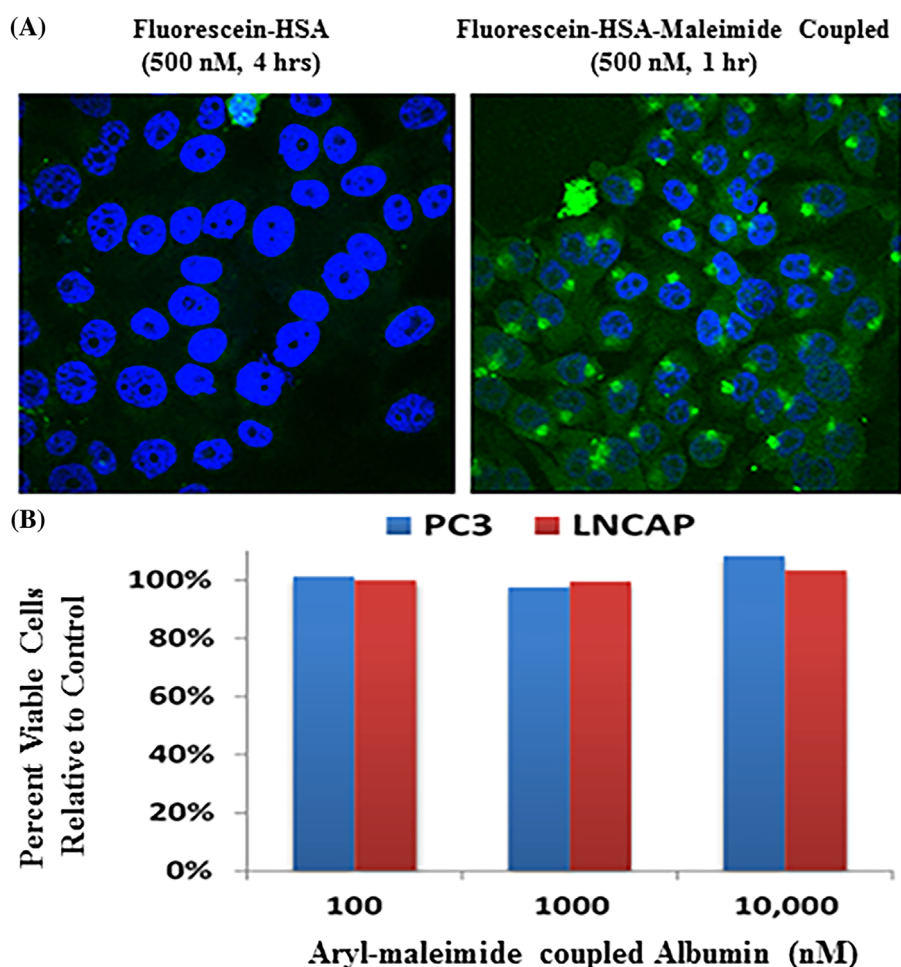 (A)
Fluorescein-HSA
(500 nM, 4 hrs)
Fluorescein-HSA-Maleimide Coupled
(500 nM, 1 hr)
(B)
PC3 LNCAP
Percent Viable Cells
Relative to Control
100%
80%
60%
40%
20%
0%
100 1000 10,000
Aryl-maleimide coupled Albumin (nM)